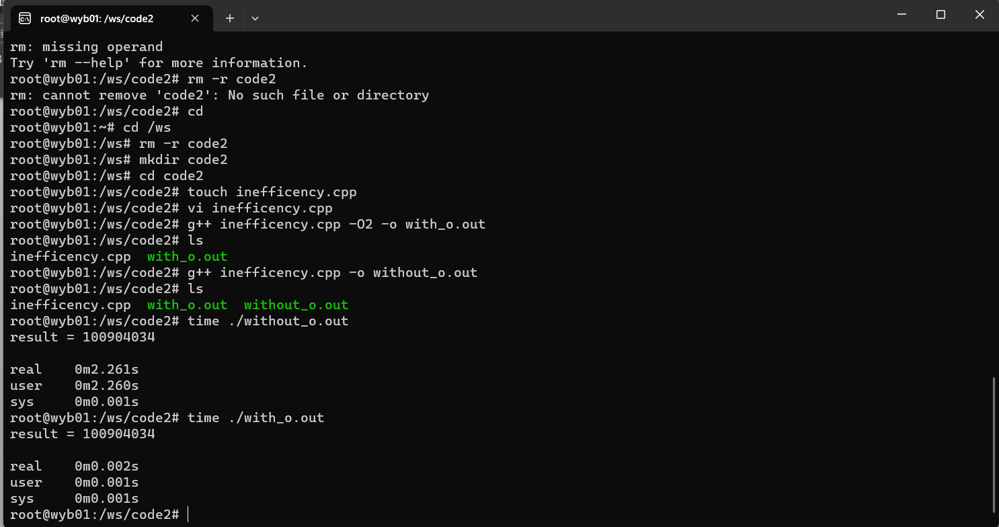 root@wyb01: /ws/code2
rm: missing operand
Try 'rm --help' for more information.
root@wyb01:/ws/code2# rm -r code2
rm: cannot remove 'code2': No such file or directory
root@wyb01:/ws/code2# cd
root@wyb01:~# cd /ws
root@wyb01:/ws# rm -r code2
root@wyb01:/ws# mkdir code2
root@wyb01:/ws# cd code2
root@wyb01:/ws/code2# touch inefficency.cpp
root@wyb01:/ws/code2# vi inefficency.cpp
root@wyb01:/ws/code2# g++ inefficency.cpp -O2 -o with_o.out
root@wyb01:/ws/code2# ls
inefficency.cpp  with_o.out
root@wyb01:/ws/code2# g++ inefficency.cpp -o without_o.out
root@wyb01:/ws/code2# ls
inefficency.cpp  with_o.out  without_o.out
root@wyb01:/ws/code2# time ./without_o.out
result = 100904034
real    0m2.261s
user    0m2.260s
sys     0m0.001s
root@wyb01:/ws/code2# time ./with_o.out
result = 100904034
real    0m0.002s
user    0m0.001s
sys     0m0.001s
root@wyb01:/ws/code2#